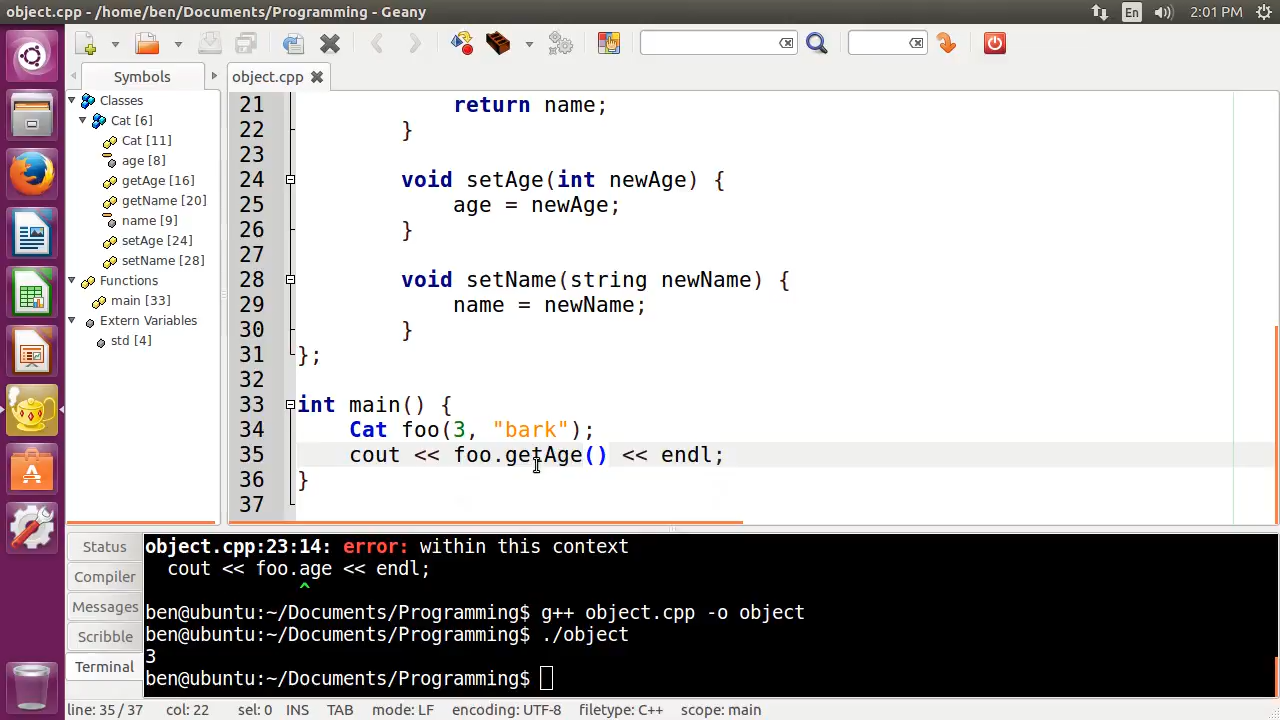 object.cpp - /home/ben/Documents/Programming - Geany
En
2:01 PM
Symbols
object.cpp
Classes
Cat [6]
Cat [11]
age [8]
getAge [16]
getName [20]
name [9]
setAge [24]
setName [28]
Functions
main [33]
Extern Variables
std [4]
21 return name;
22 }
23
24 void setAge(int newAge) {
25 age = newAge;
26 }
27
28 void setName(string newName) {
29 name = newName;
30 }
31 };
32
33 int main() {
34 Cat foo(3, "bark");
35 cout << foo.getAge() << endl;
36 }
37
Status
Compiler
Messages
Scribble
Terminal
object.cpp:23:14: error: within this context
cout << foo.age << endl;
^
ben@ubuntu:~/Documents/Programming$ g++ object.cpp -o object
ben@ubuntu:~/Documents/Programming$ ./object
3
ben@ubuntu:~/Documents/Programming$
line: 35 / 37 col: 22 sel: 0 INS TAB mode: LF encoding: UTF-8 filetype: C++ scope: main